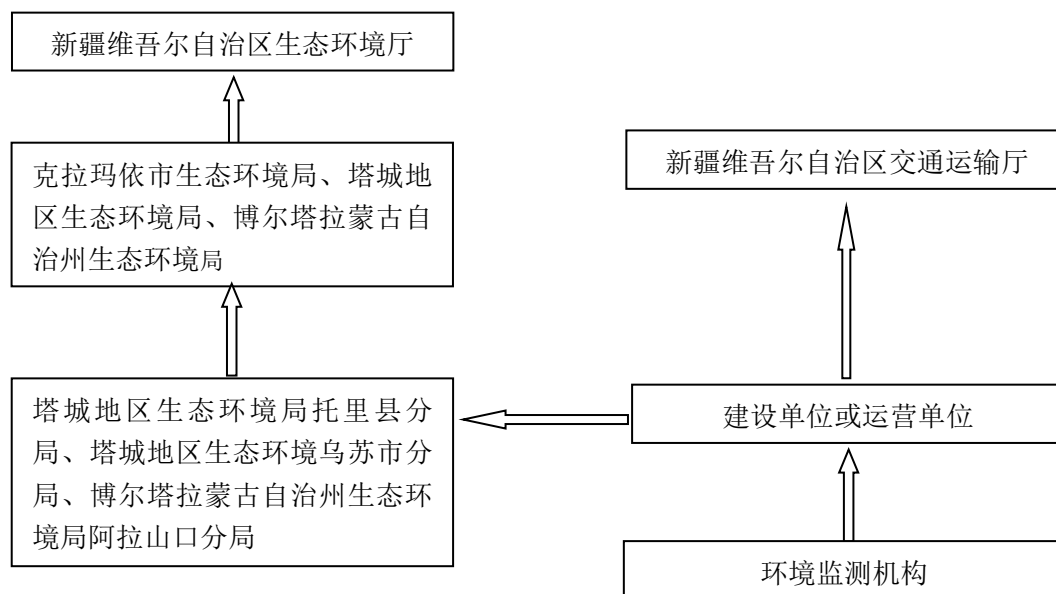 新疆维吾尔自治区生态环境厅
克拉玛依市生态环境局、塔城地
区生态环境局、博尔塔拉蒙古自
治州生态环境局
新疆维吾尔自治区交通运输厅
塔城地区生态环境局托里县分
局、塔城地区生态环境乌苏市分
局、博尔塔拉蒙古自治州生态环
境局阿拉山口分局
建设单位或运营单位
环境监测机构